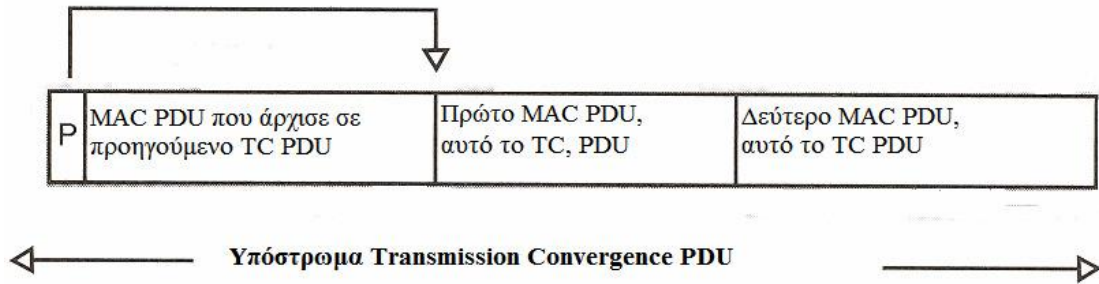 P
MAC PDU που άρχισε σε
προηγούμενο TC PDU
Πρώτο MAC PDU,
αυτό το TC, PDU
Δεύτερο MAC PDU,
αυτό το TC PDU
Υπόστρωμα Transmission Convergence PDU